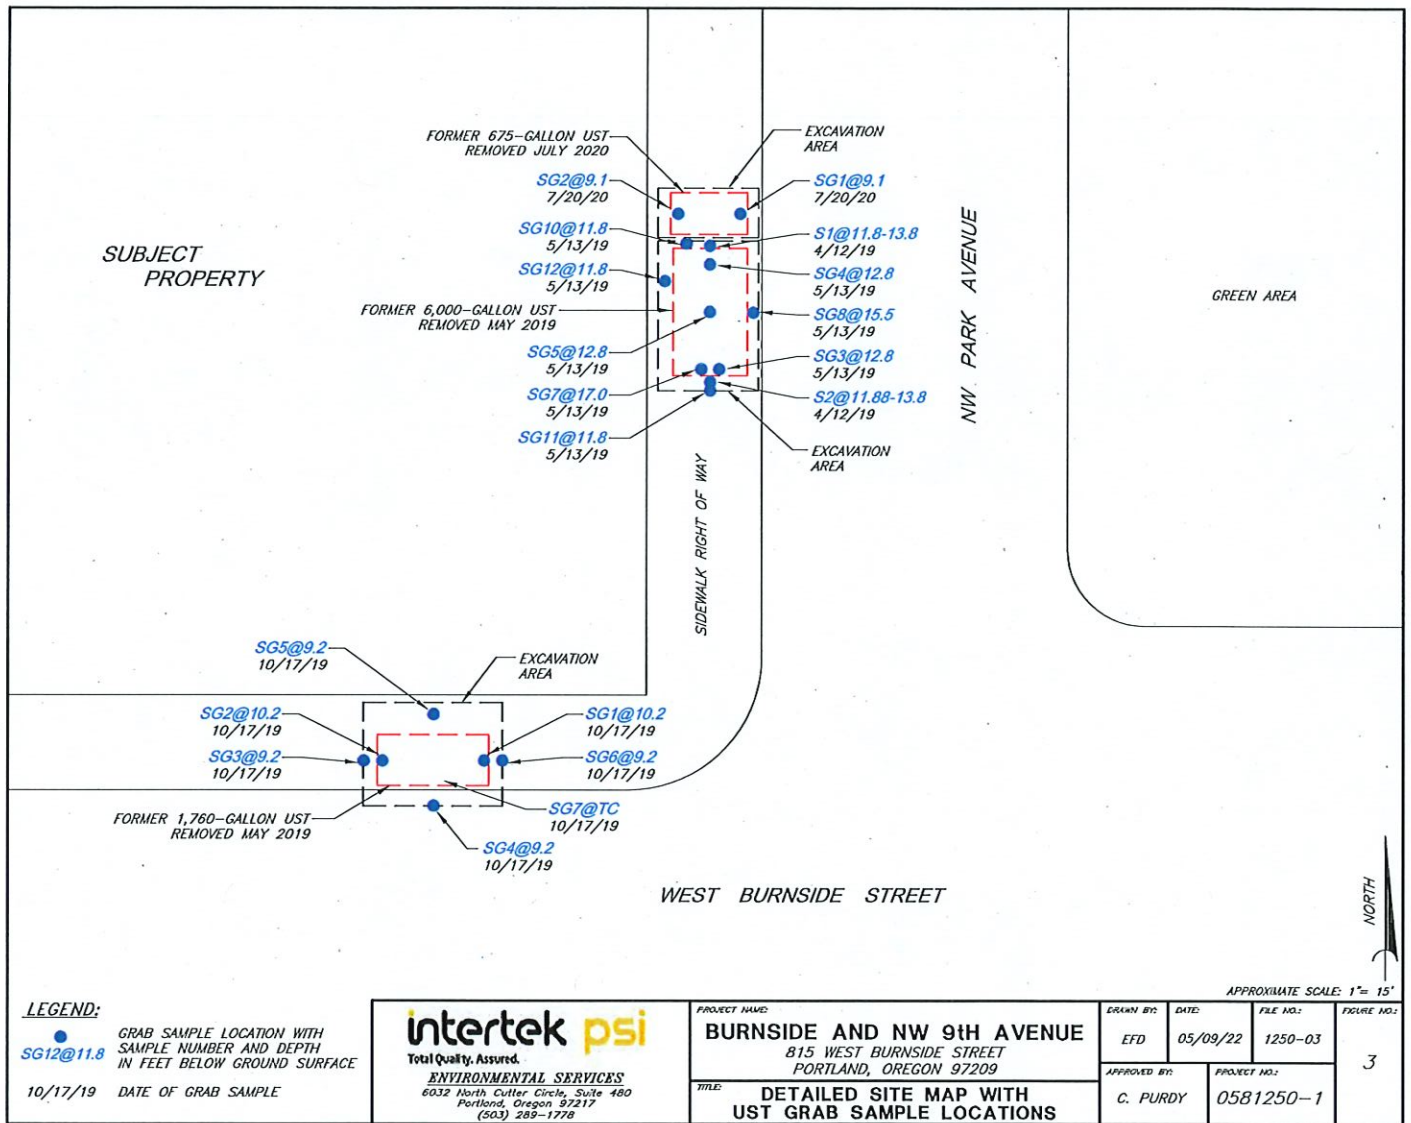 FORMER 675-GALLON UST
REMOVED JULY 2020
EXCAVATION
AREA
SG2@9.1
7/20/20
SG1@9.1
7/20/20
SG10@11.8
5/13/19
S1@11.8-13.8
4/12/19
SG12@11.8
5/13/19
SG4@12.8
5/13/19
FORMER 6,000-GALLON UST
REMOVED MAY 2019
SG8@15.5
5/13/19
SG5@12.8
5/13/19
SG3@12.8
5/13/19
SG7@17.0
5/13/19
S2@11.88-13.8
4/12/19
SG11@11.8
5/13/19
EXCAVATION
AREA
SUBJECT
PROPERTY
NW PARK AVENUE
GREEN AREA
SIDEWALK RIGHT OF WAY
SG5@9.2
10/17/19
EXCAVATION
AREA
SG2@10.2
10/17/19
SG1@10.2
10/17/19
SG3@9.2
10/17/19
SG6@9.2
10/17/19
FORMER 1,760-GALLON UST
REMOVED MAY 2019
SG7@TC
10/17/19
SG4@9.2
10/17/19
WEST BURNSIDE STREET
NORTH
APPROXIMATE SCALE: 1"= 15'
LEGEND:
SG12@11.8
GRAB SAMPLE LOCATION WITH
SAMPLE NUMBER AND DEPTH
IN FEET BELOW GROUND SURFACE
10/17/19 DATE OF GRAB SAMPLE
intertek psi
Total Quality. Assured.
ENVIRONMENTAL SERVICES
6032 North Cutter Circle, Suite 480
Portland, Oregon 97217
(503) 289-1778
PROJECT NAME:
BURNSIDE AND NW 9tH AVENUE
815 WEST BURNSIDE STREET
PORTLAND, OREGON 97209
TITLE:
DETAILED SITE MAP WITH
UST GRAB SAMPLE LOCATIONS
DRAWN BY:
EFD
DATE:
05/09/22
FILE NO.:
1250-03
FIGURE NO.:
3
APPROVED BY:
C. PURDY
PROJECT NO.:
0581250-1